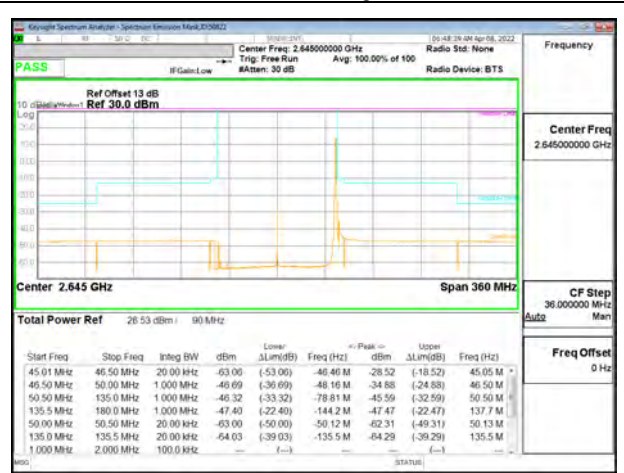 Keysight Spectrum Analyzer - Spectrum Emission Mask
06:48:39 AM Apr 08, 2022
Center Freq: 2.645000000 GHz
Radio Std: None
Frequency
PASS
Trig: Free Run
Avg: 100.00% of 100
IFGain:Low
#Atten: 30 dB
Radio Device: BTS
Ref Offset 13 dB
Ref 30.0 dBm
Log
Center Freq
2.645000000 GHz
Center 2.645 GHz
Span 360 MHz
CF Step
36.000000 MHz
Auto Man
Total Power Ref 26.53 dBm / 90 MHz
Lower <- Peak -> Upper
Start Freq Stop Freq Integ BW dBm ΔLim(dB) Freq (Hz) dBm ΔLim(dB) Freq (Hz)
45.01 MHz 46.50 MHz 20.00 kHz -63.06 (-53.06) -46.46 M -28.52 (-18.52) 45.05 M
46.50 MHz 50.00 MHz 1.000 MHz -46.69 (-36.69) -48.16 M -34.88 (-24.88) 46.50 M
50.50 MHz 135.0 MHz 1.000 MHz -46.32 (-33.32) -78.81 M -45.59 (-32.59) 50.50 M
135.5 MHz 180.0 MHz 1.000 MHz -47.40 (-22.40) -144.2 M -47.47 (-22.47) 137.7 M
50.00 MHz 50.50 MHz 20.00 kHz -63.00 (-50.00) -50.12 M -62.31 (-49.31) 50.13 M
135.0 MHz 135.5 MHz 20.00 kHz -64.03 (-39.03) -135.5 M -64.29 (-39.29) 135.5 M
1.000 MHz 2.000 MHz 100.0 kHz --- (---) --- --- (---) ---
Freq Offset
0 Hz
MSG
STATUS